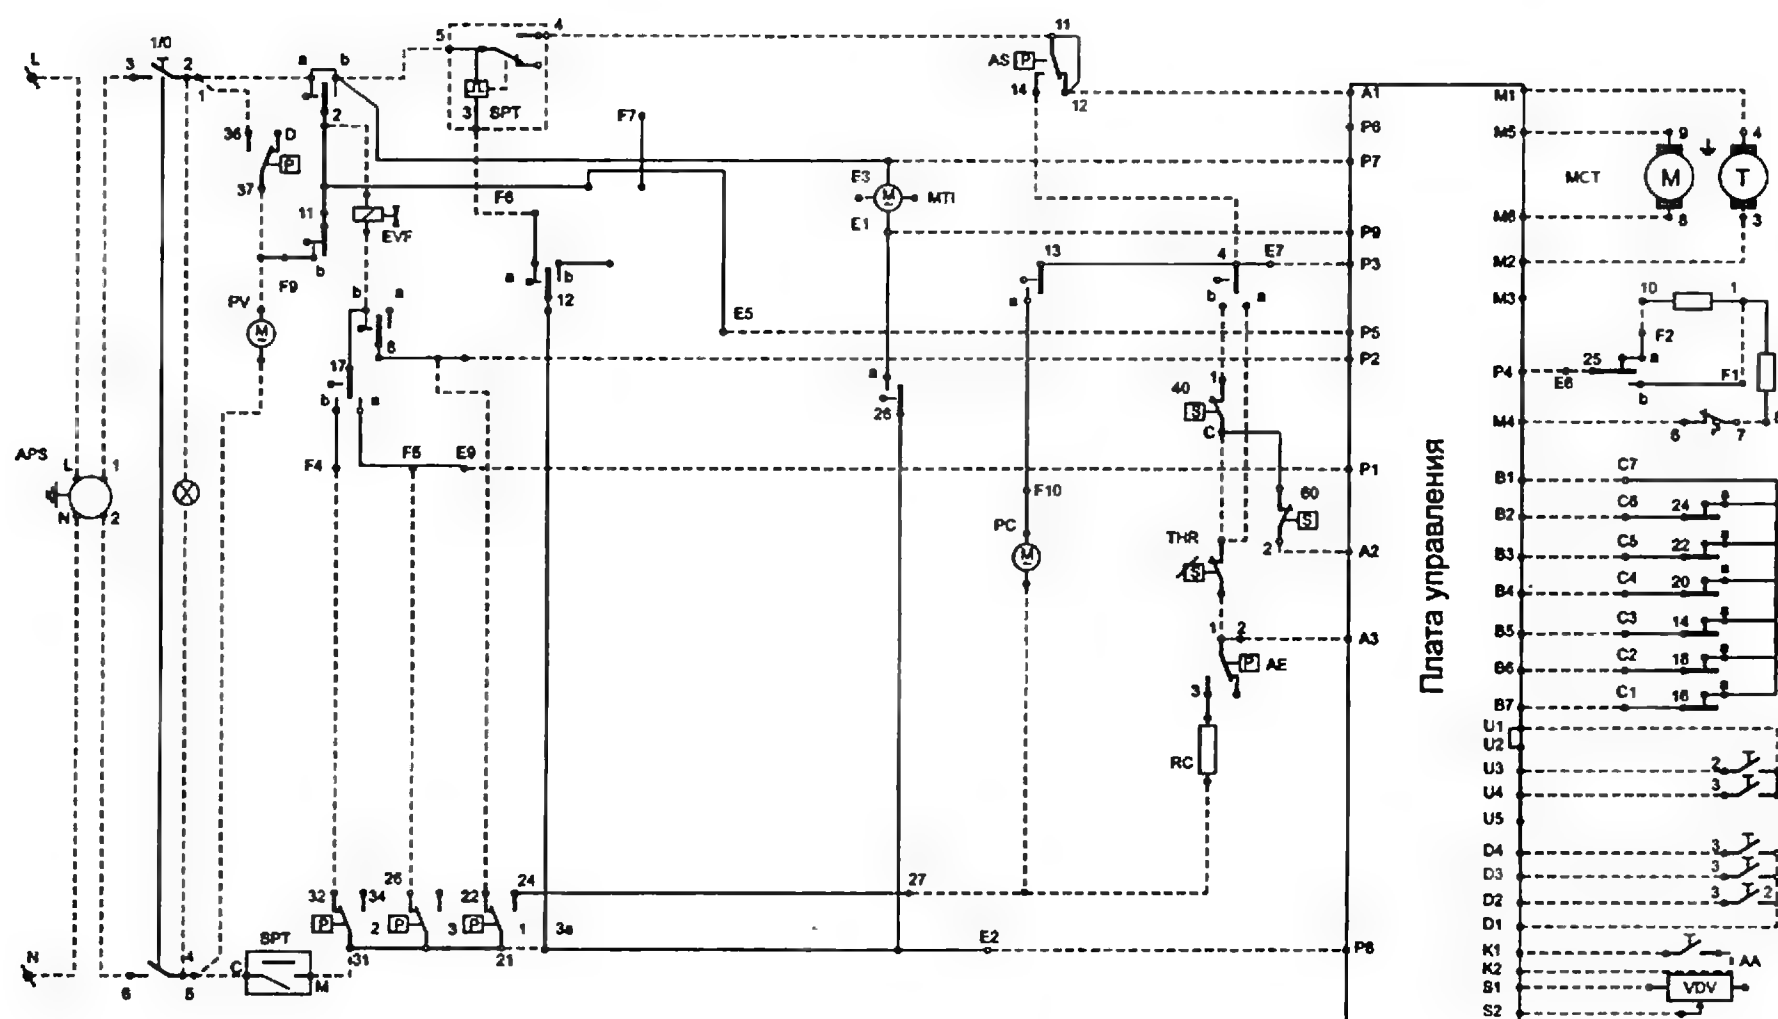 L
3
1/0
2
1
a
b
5
4
3
SPT
2
36
D
P
37
11
b
EVF
F9
PV
M
F6
F7
a
b
12
E5
b
a
6
17
b
a
F4
F5
E9
APS
L
1
N
2
32
P
34
2
26
P
3
22
P
1
24
3a
27
31
21
E2
N
6
4
5
C
SPT
M
11
AS
P
14
12
E3
M
MTI
E1
a
26
13
a
4
E7
b
a
F10
PC
M
1
40
S
C
60
S
2
THR
S
1
2
P
AE
3
RC
A1
P6
P7
P9
P3
P5
P2
P1
A2
A3
P8
Плата управления
M1
M5
M6
M2
M3
P4
M4
B1
B2
B3
B4
B5
B6
B7
U1
U2
U3
U4
U5
D4
D3
D2
D1
K1
K2
S1
S2
9
4
MCT
M
T
8
3
10
1
F2
25
a
E6
F1
b
6
7
C7
C6
24
a
C5
22
a
C4
20
a
C3
14
a
C2
18
a
C1
16
a
2
3
3
3
3
2
AA
VDV